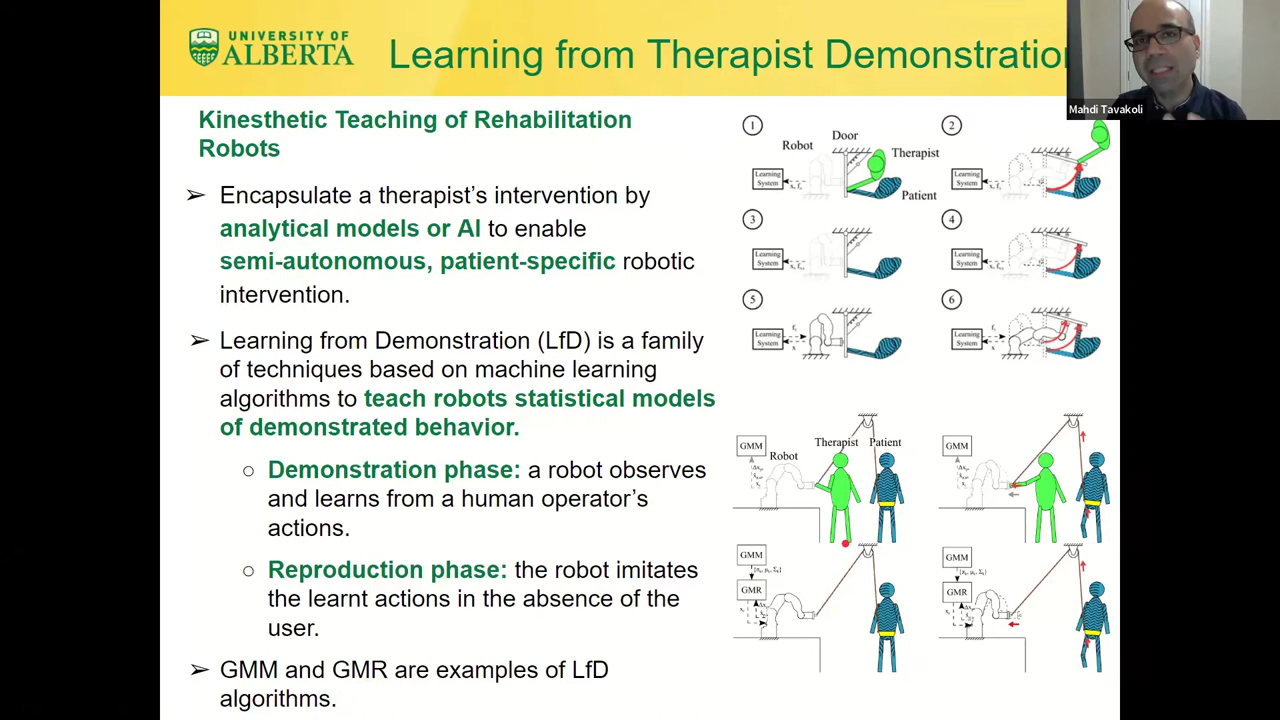 UNIVERSITY OF
ALBERTA
Learning from Therapist Demonstration
Mahdi Tavakoli
Kinesthetic Teaching of Rehabilitation
Robots
➢ Encapsulate a therapist's intervention by
analytical models or AI to enable
semi-autonomous, patient-specific robotic
intervention.
➢ Learning from Demonstration (LfD) is a family
of techniques based on machine learning
algorithms to teach robots statistical models
of demonstrated behavior.
○ Demonstration phase: a robot observes
and learns from a human operator's
actions.
○ Reproduction phase: the robot imitates
the learnt actions in the absence of the
user.
➢ GMM and GMR are examples of LfD
algorithms.
1
Robot
Door
Therapist
Patient
Learning
System
2
Learning
System
3
Learning
System
4
Learning
System
5
Learning
System
6
Learning
System
GMM
Robot
Therapist
Patient
GMM
GMM
GMR
GMM
GMR